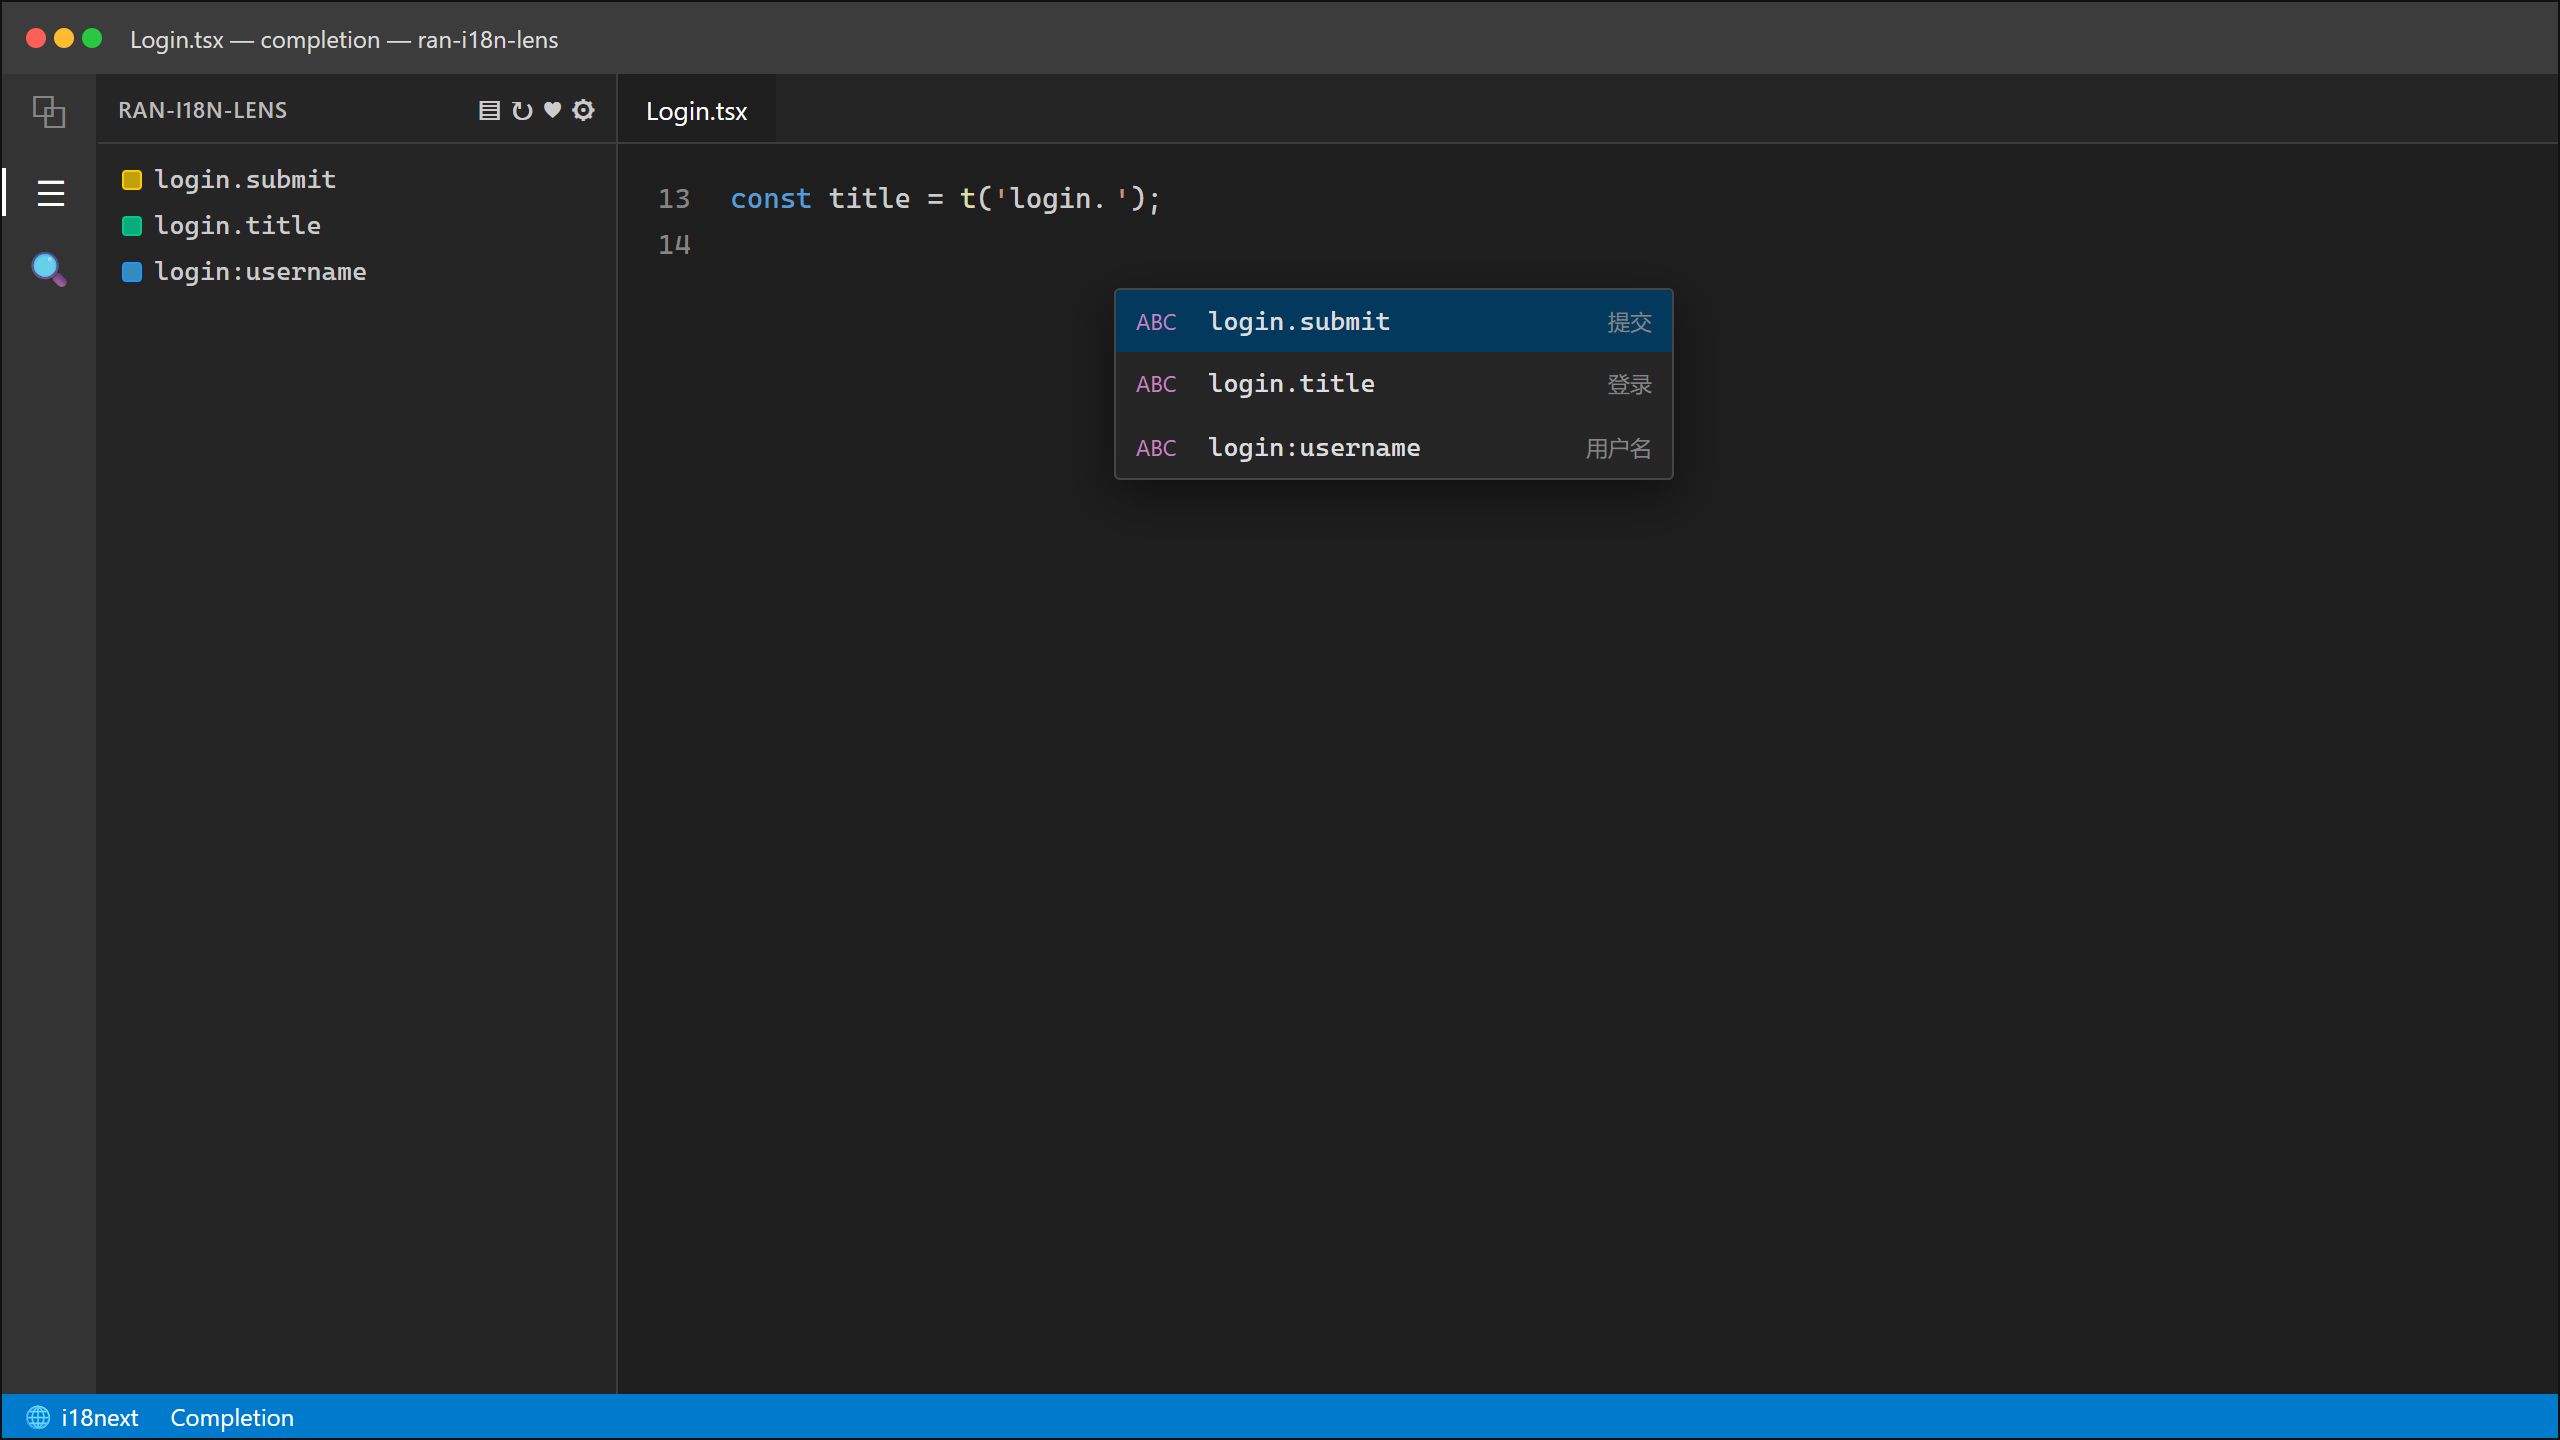 Login.tsx — completion — ran-i18n-lens
RAN-I18N-LENS
login.submit
login.title
login:username
Login.tsx
13 const title = t('login. ');
14
ABC login.submit 提交
ABC login.title 登录
ABC login:username 用户名
i18next Completion